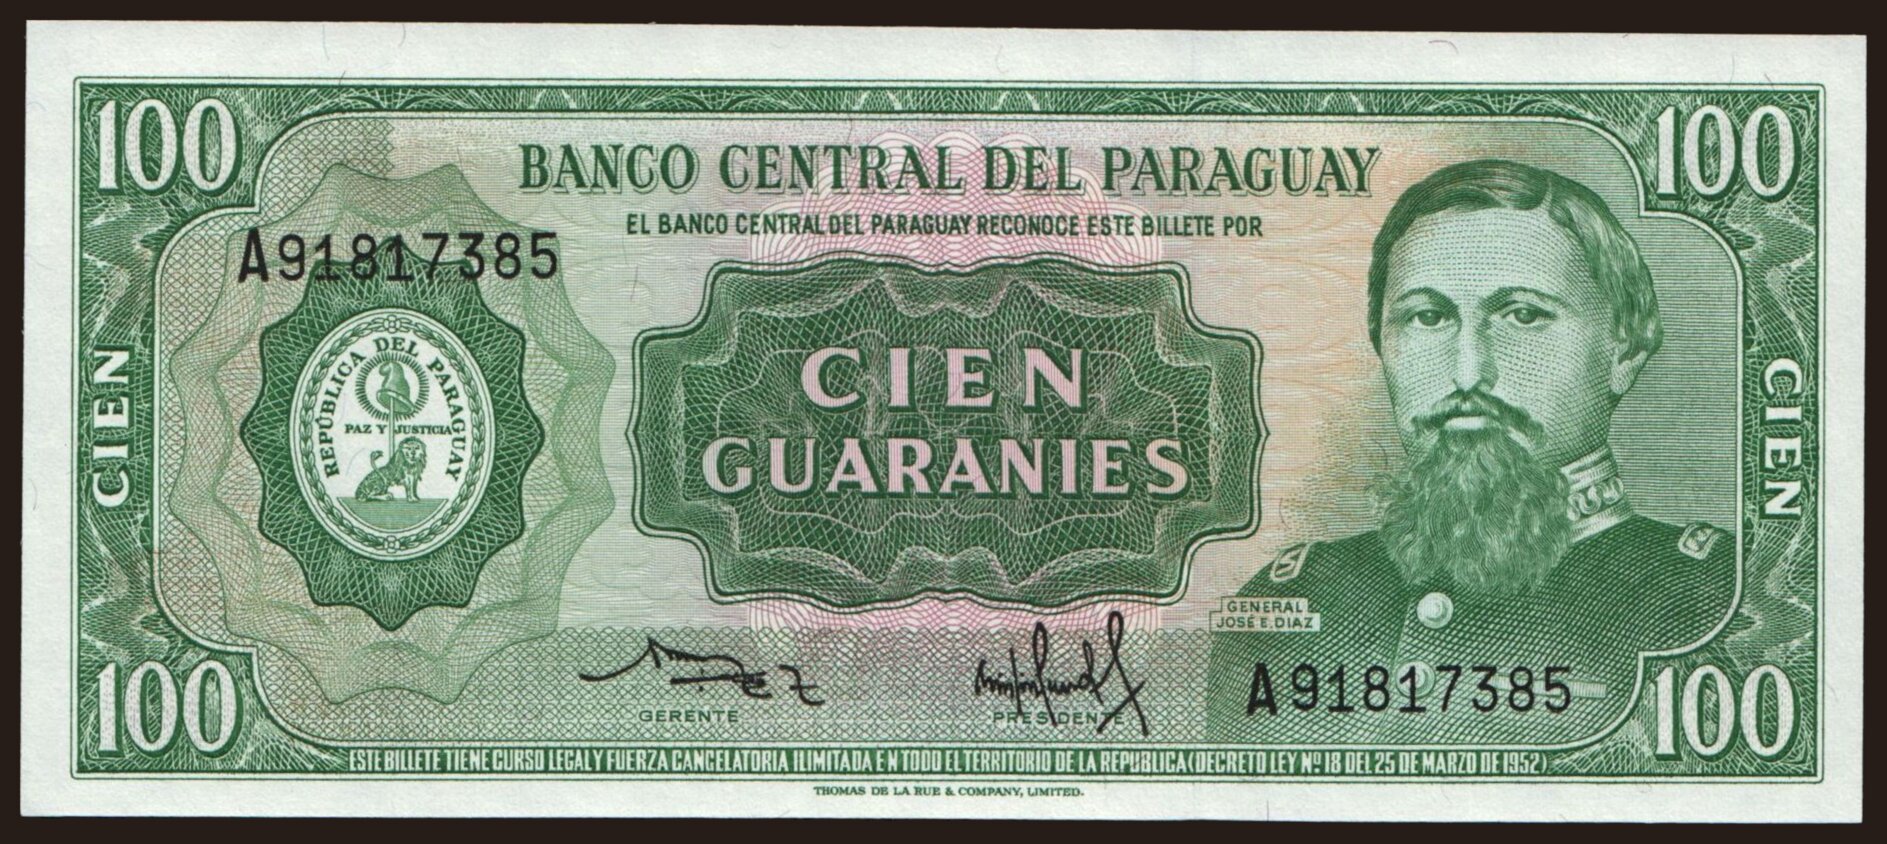 100
100
BANCO CENTRAL DEL PARAGUAY
EL BANCO CENTRAL DEL PARAGUAY RECONOCE ESTE BILLETE POR
A91817385
REPÚBLICA DEL PARAGUAY
PAZ Y JUSTICIA
CIEN
CIEN
GUARANIES
CIEN
GENERAL
JOSÉ E. DIAZ
A91817385
GERENTE
PRESIDENTE
100
100
ESTE BILLETE TIENE CURSO LEGAL Y FUERZA CANCELATORIA ILIMITADA EN TODO EL TERRITORIO DE LA REPUBLICA (DECRETO LEY Nº 18 DEL 25 DE MARZO DE 1952)
THOMAS DE LA RUE & COMPANY, LIMITED.